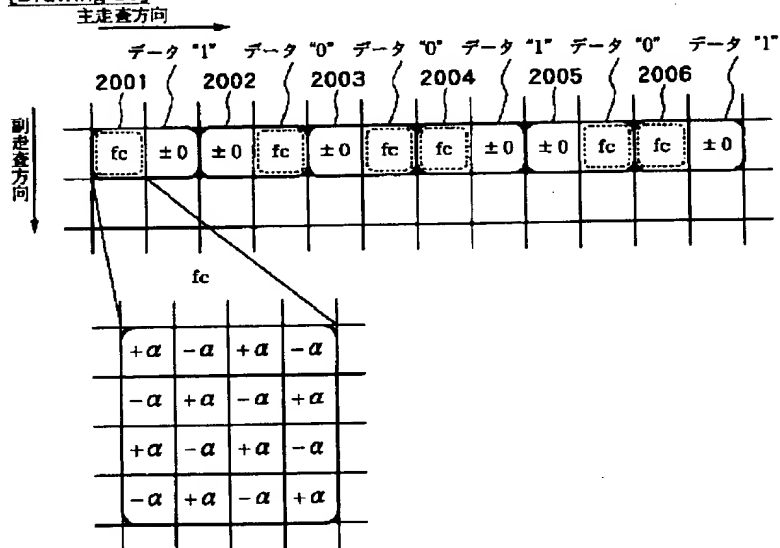 主走査方向
データ "1" データ "0" データ "0" データ "1" データ "0" データ "1"
2001 2002 2003 2004 2005 2006
副走査方向
fc ±0 ±0 fc ±0 fc fc ±0 ±0 fc fc ±0
fc
+α -α +α -α
-α +α -α +α
+α -α +α -α
-α +α -α +α